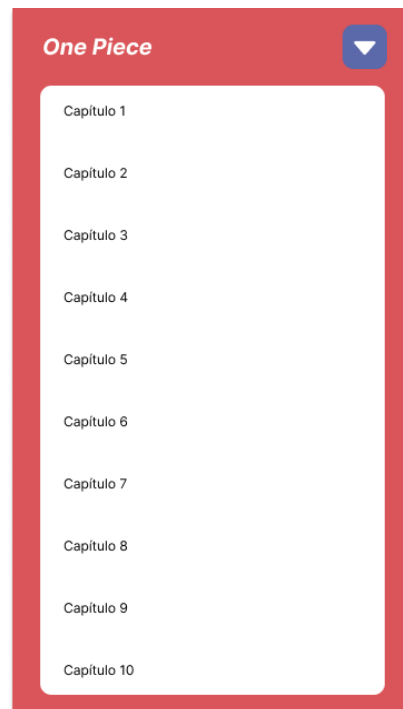 One Piece
Capítulo 1
Capítulo 2
Capítulo 3
Capítulo 4
Capítulo 5
Capítulo 6
Capítulo 7
Capítulo 8
Capítulo 9
Capítulo 10